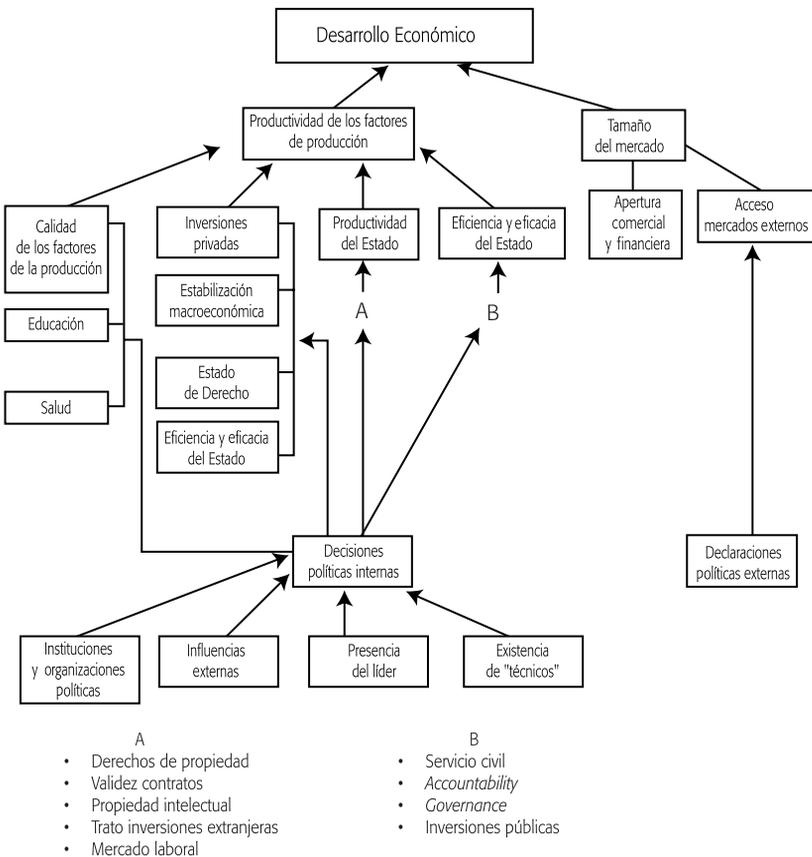 Desarrollo Económico
Productividad de los factores
de producción
Tamaño
del mercado
Calidad
de los factores
de la producción
Inversiones
privadas
Productividad
del Estado
Eficiencia y eficacia
del Estado
Apertura
comercial
y financiera
Acceso
mercados externos
Educación
Estabilización
macroeconómica
A
B
Salud
Estado
de Derecho
Eficiencia y eficacia
del Estado
Decisiones
políticas internas
Declaraciones
políticas externas
Instituciones
y organizaciones
políticas
Influencias
externas
Presencia
del líder
Existencia
de "técnicos"
A
• Derechos de propiedad
• Validez contratos
• Propiedad intelectual
• Trato inversiones extranjeras
• Mercado laboral
B
• Servicio civil
• Accountability
• Governance
• Inversiones públicas